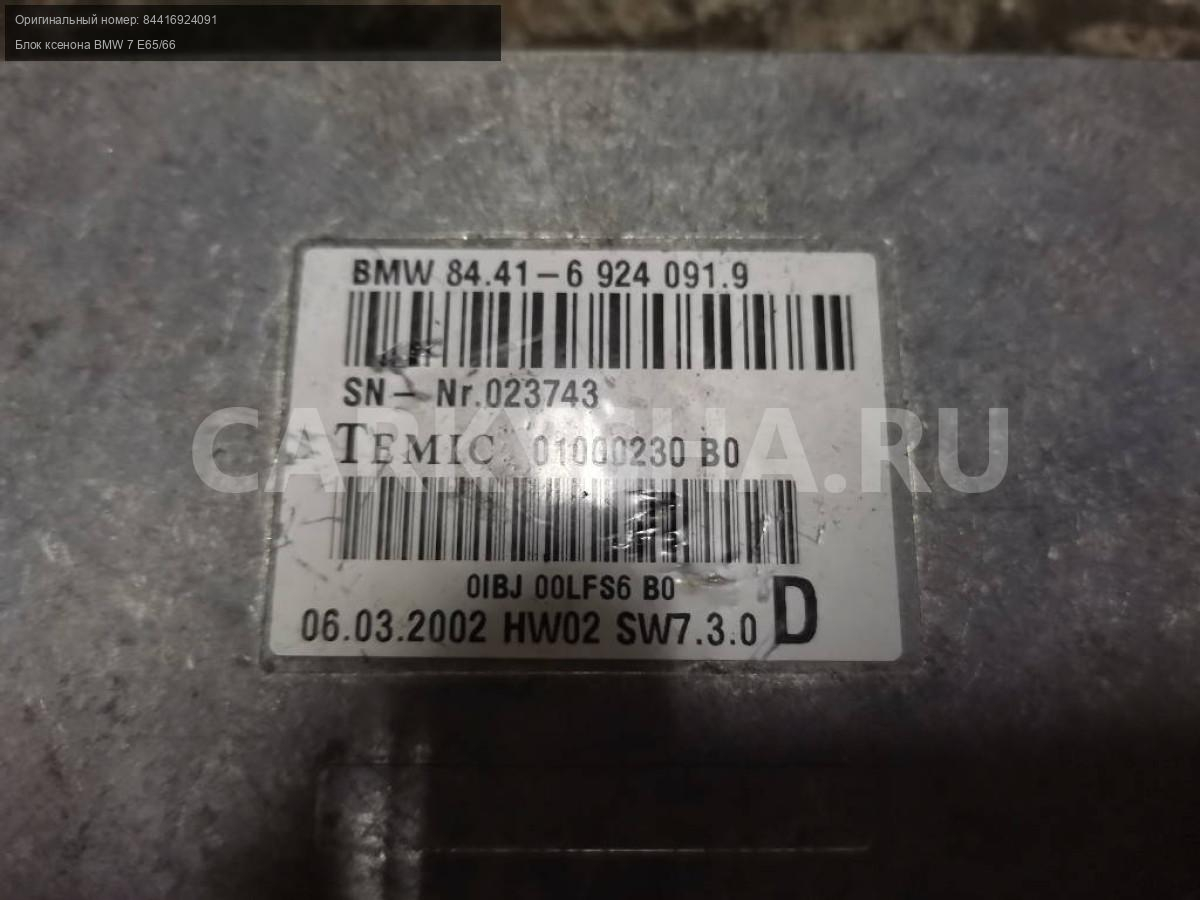 Оригинальный номер: 84416924091
Блок ксенона BMW 7 E65/66
BMW 84.41-6 924 091.9
SN- Nr.023743
CARKACHA.RU
TEMIC 01000230 B0
0IBJ 00LFS6 B0
06.03.2002 HW02 SW7.3.0 D